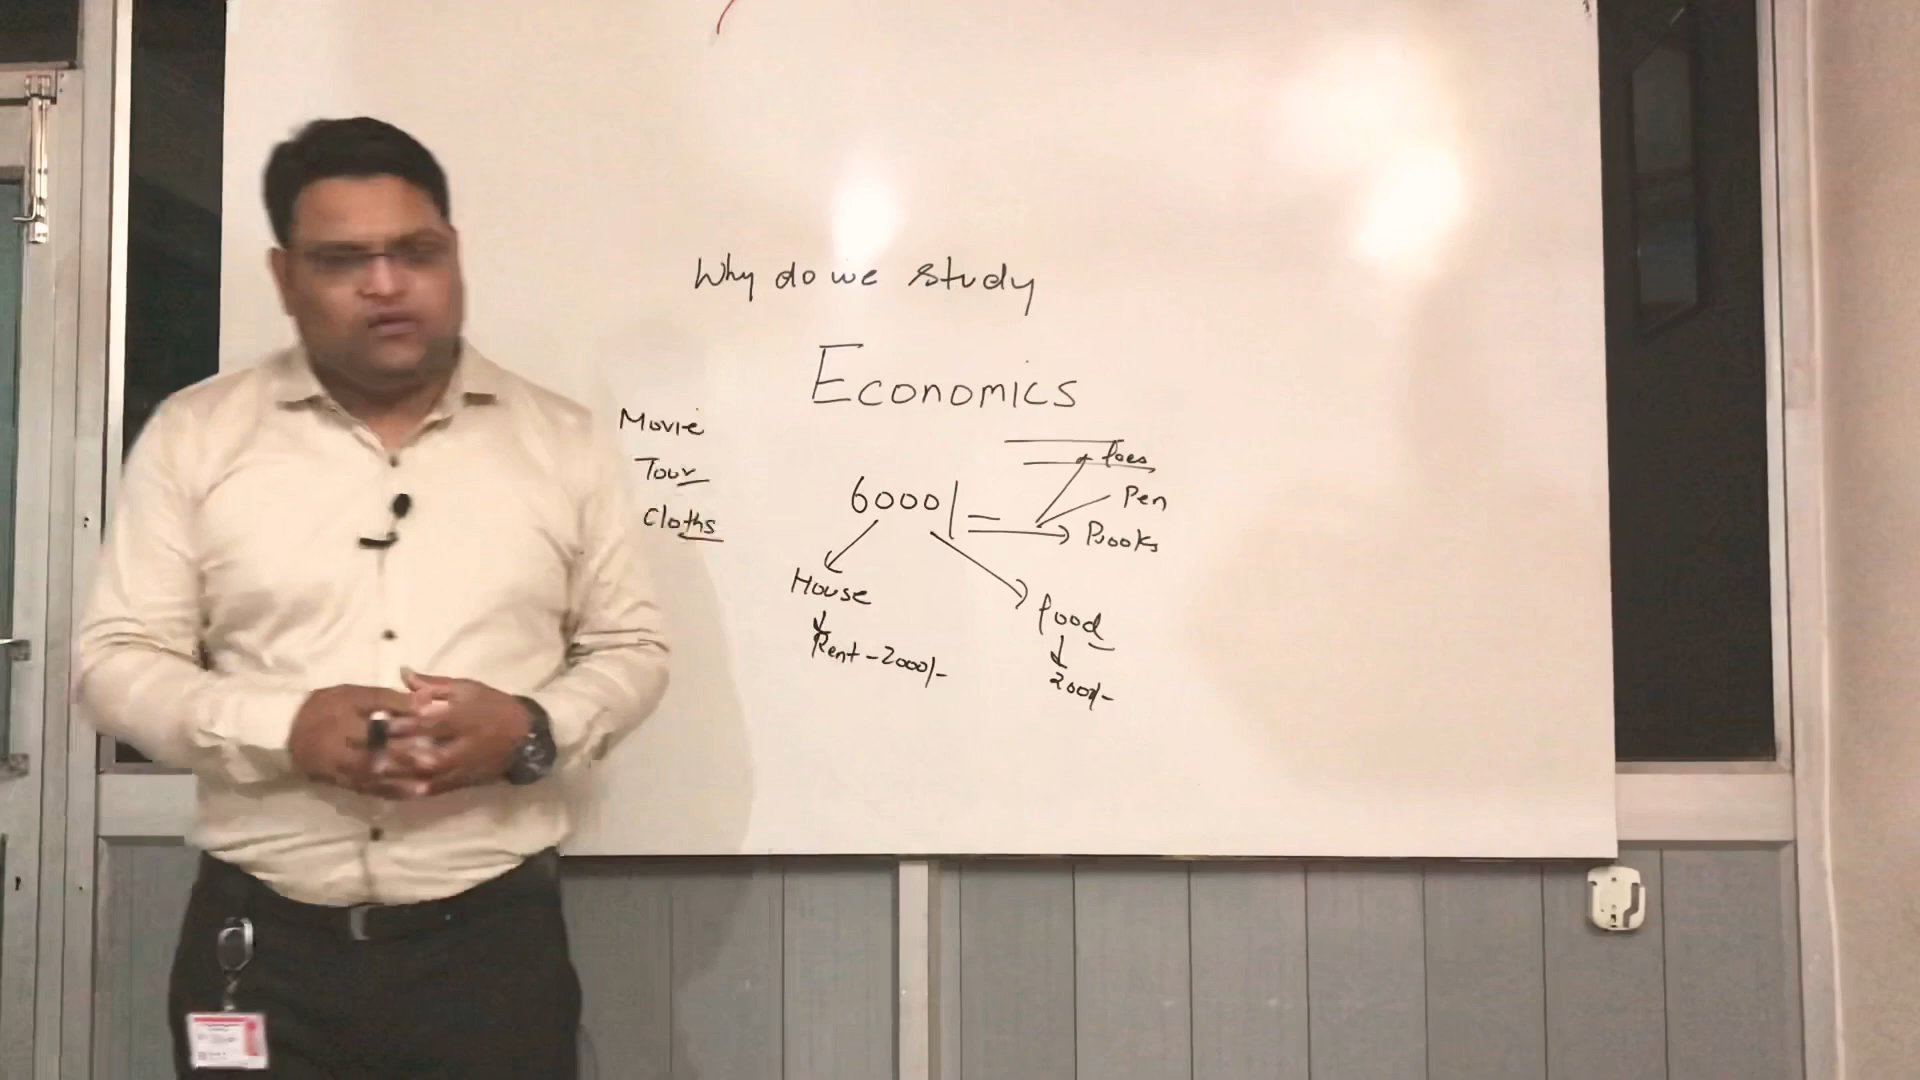 Why do we study
Economics
Movie
Tour
Cloths
6000/=
fees
Pen
Books
House
Rent - 2000/-
food
2000/-